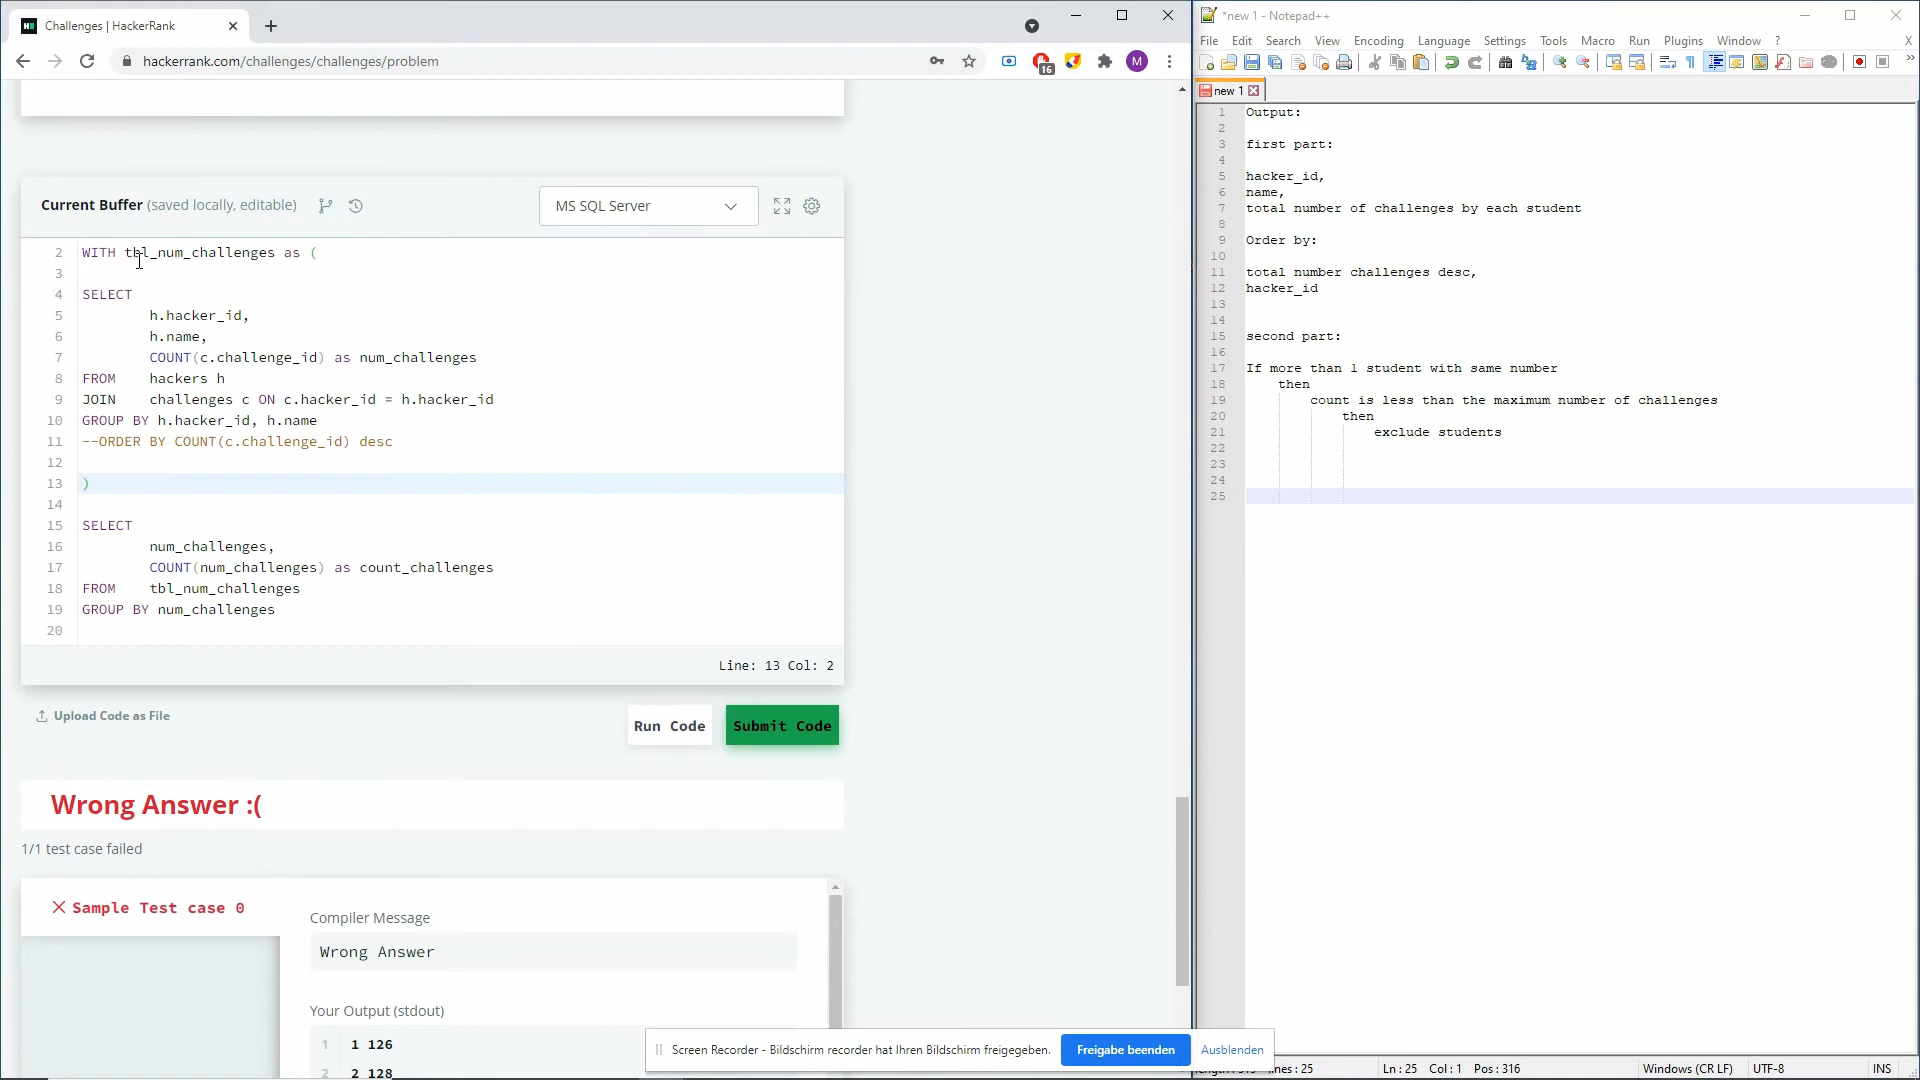 Challenges | HackerRank
hackerrank.com/challenges/challenges/problem
16
M
Current Buffer (saved locally, editable)
MS SQL Server
2 WITH tbl_num_challenges as (
3
4 SELECT
5 h.hacker_id,
6 h.name,
7 COUNT(c.challenge_id) as num_challenges
8 FROM hackers h
9 JOIN challenges c ON c.hacker_id = h.hacker_id
10 GROUP BY h.hacker_id, h.name
11 --ORDER BY COUNT(c.challenge_id) desc
12
13 )
14
15 SELECT
16 num_challenges,
17 COUNT(num_challenges) as count_challenges
18 FROM tbl_num_challenges
19 GROUP BY num_challenges
20
Line: 13 Col: 2
Upload Code as File
Run Code
Submit Code
Wrong Answer :(
1/1 test case failed
Sample Test case 0
Compiler Message
Wrong Answer
Your Output (stdout)
1 1 126
2 2 128
Screen Recorder - Bildschirm recorder hat Ihren Bildschirm freigegeben.
Freigabe beenden
Ausblenden
*new 1 - Notepad++
File Edit Search View Encoding Language Settings Tools Macro Run Plugins Window ? X
new 1
1 Output:
2
3 first part:
4
5 hacker_id,
6 name,
7 total number of challenges by each student
8
9 Order by:
10
11 total number challenges desc,
12 hacker_id
13
14
15 second part:
16
17 If more than 1 student with same number
18 then
19 count is less than the maximum number of challenges
20 then
21 exclude students
22
23
24
25
lines : 25
Ln : 25 Col : 1 Pos : 316
Windows (CR LF)
UTF-8
INS